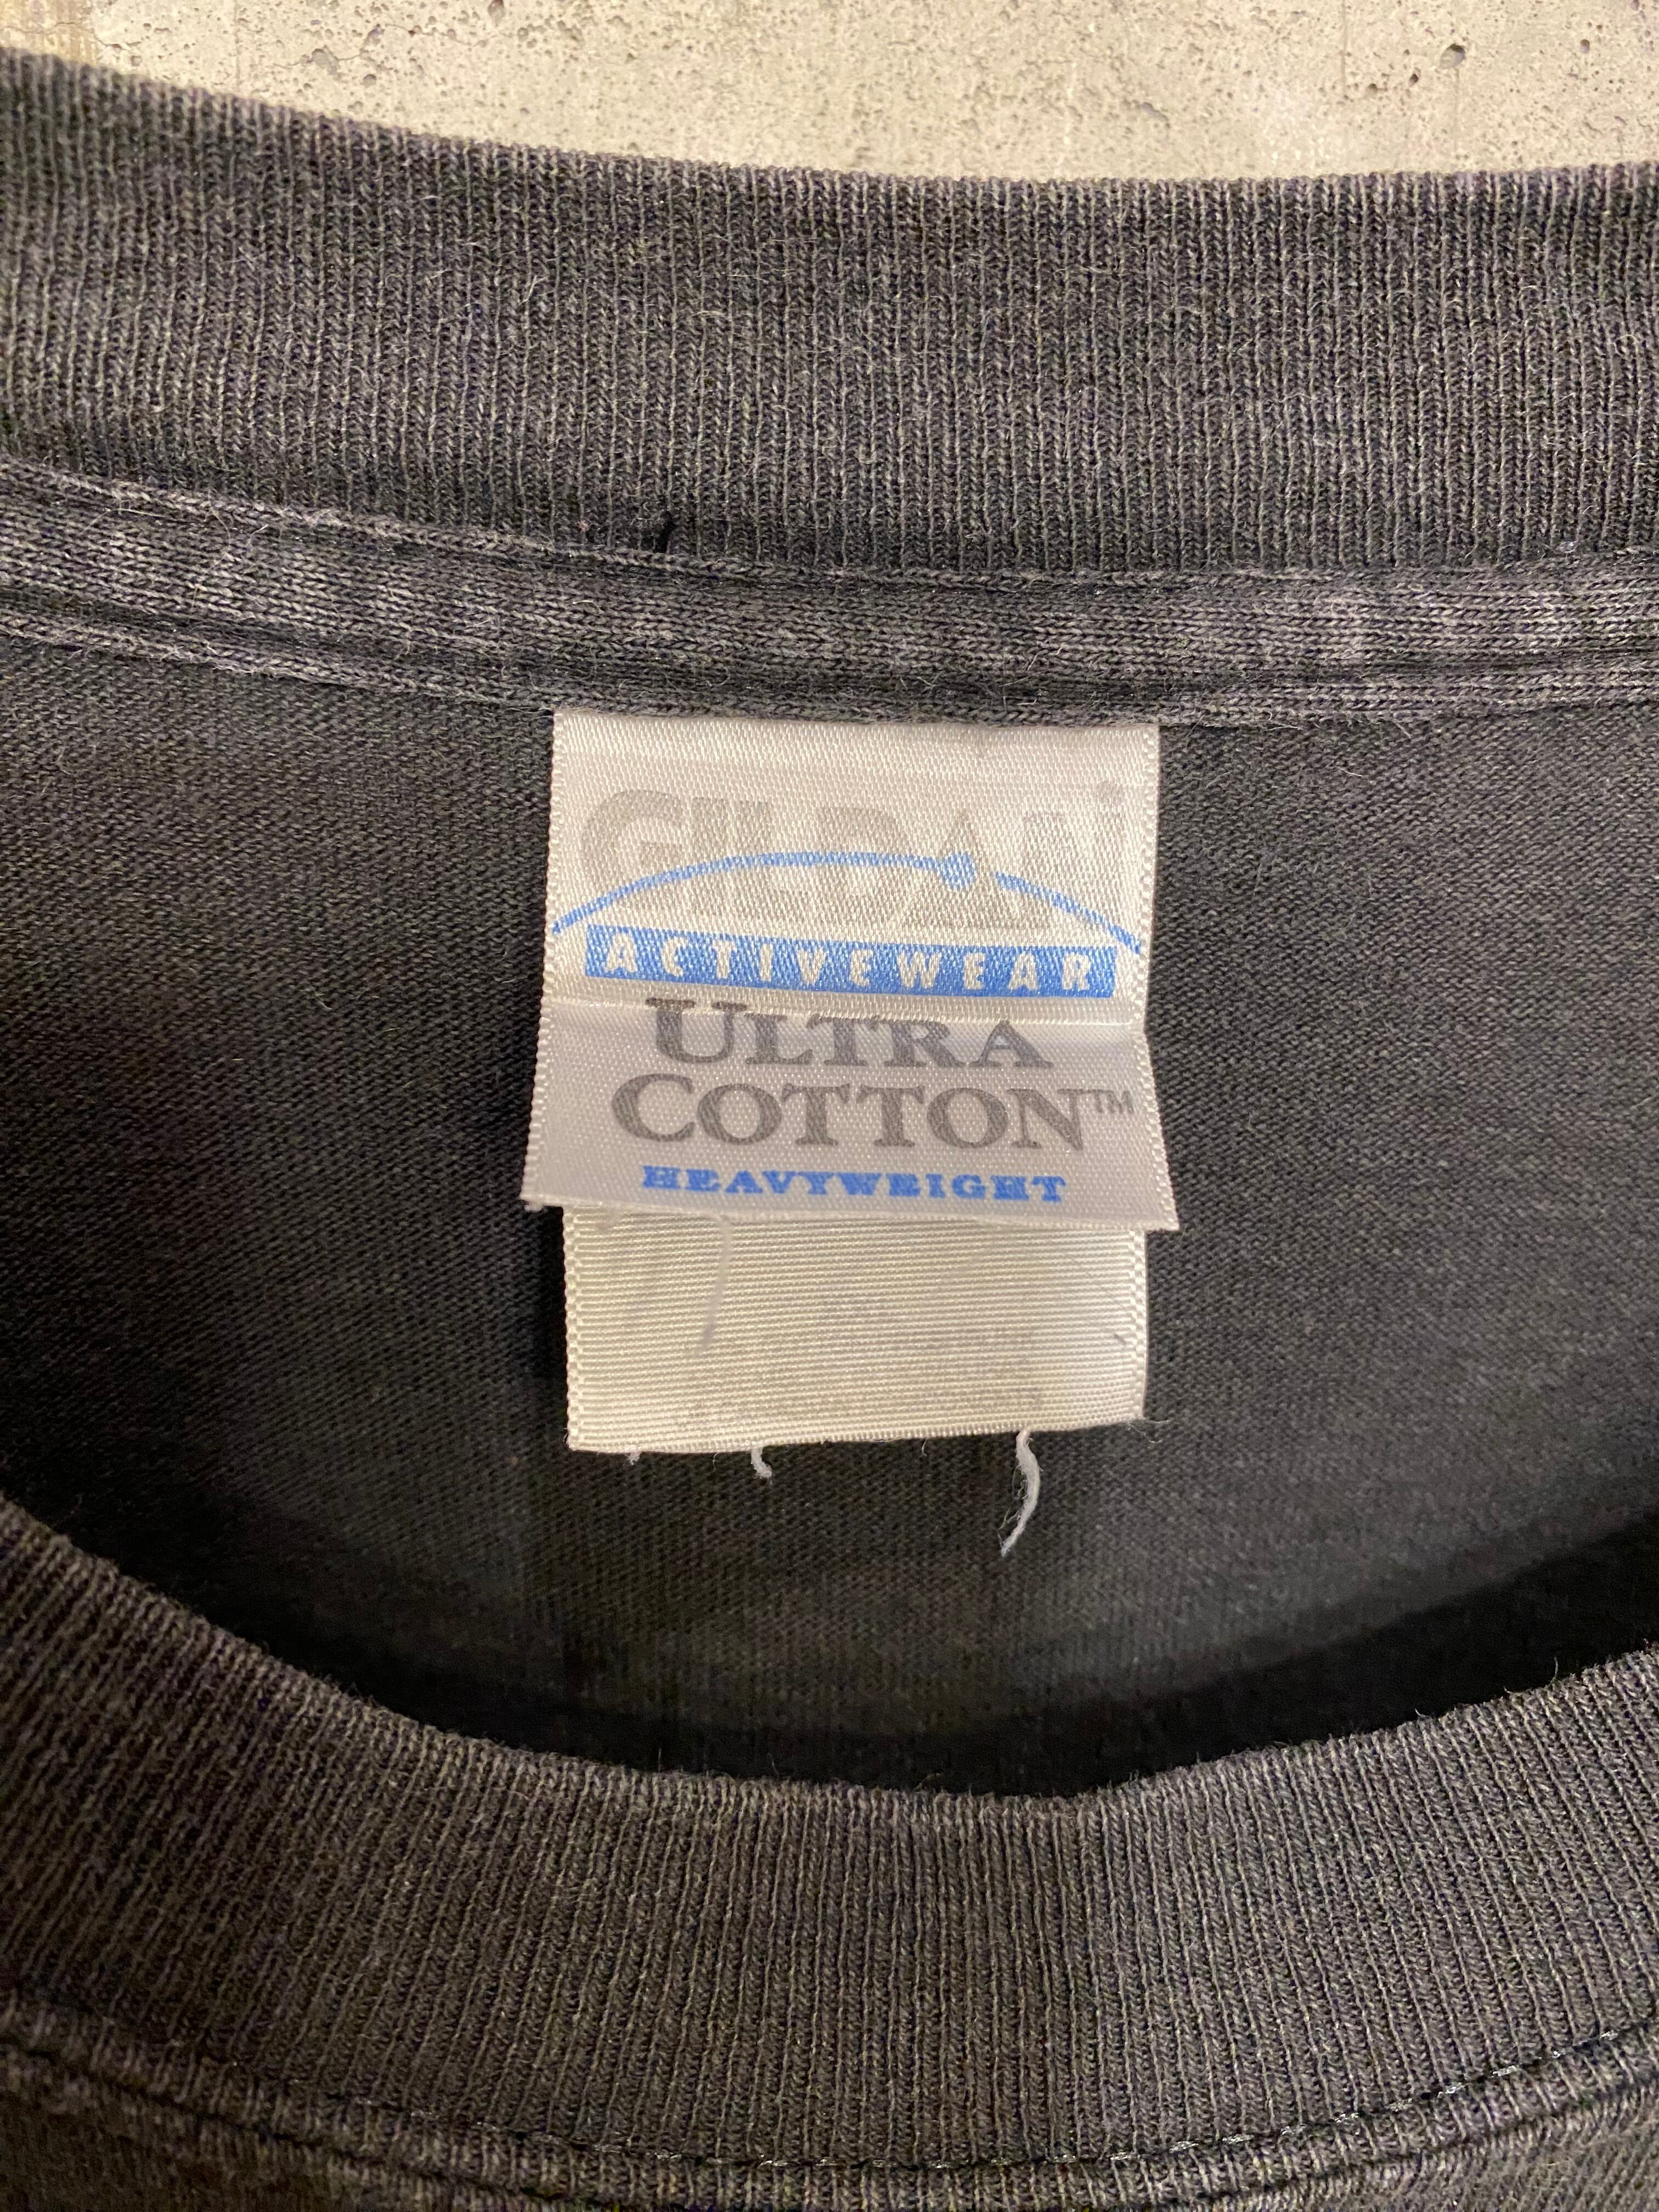 GILDAN
ACTIVEWEAR
ULTRA
COTTON™
HEAVYWEIGHT